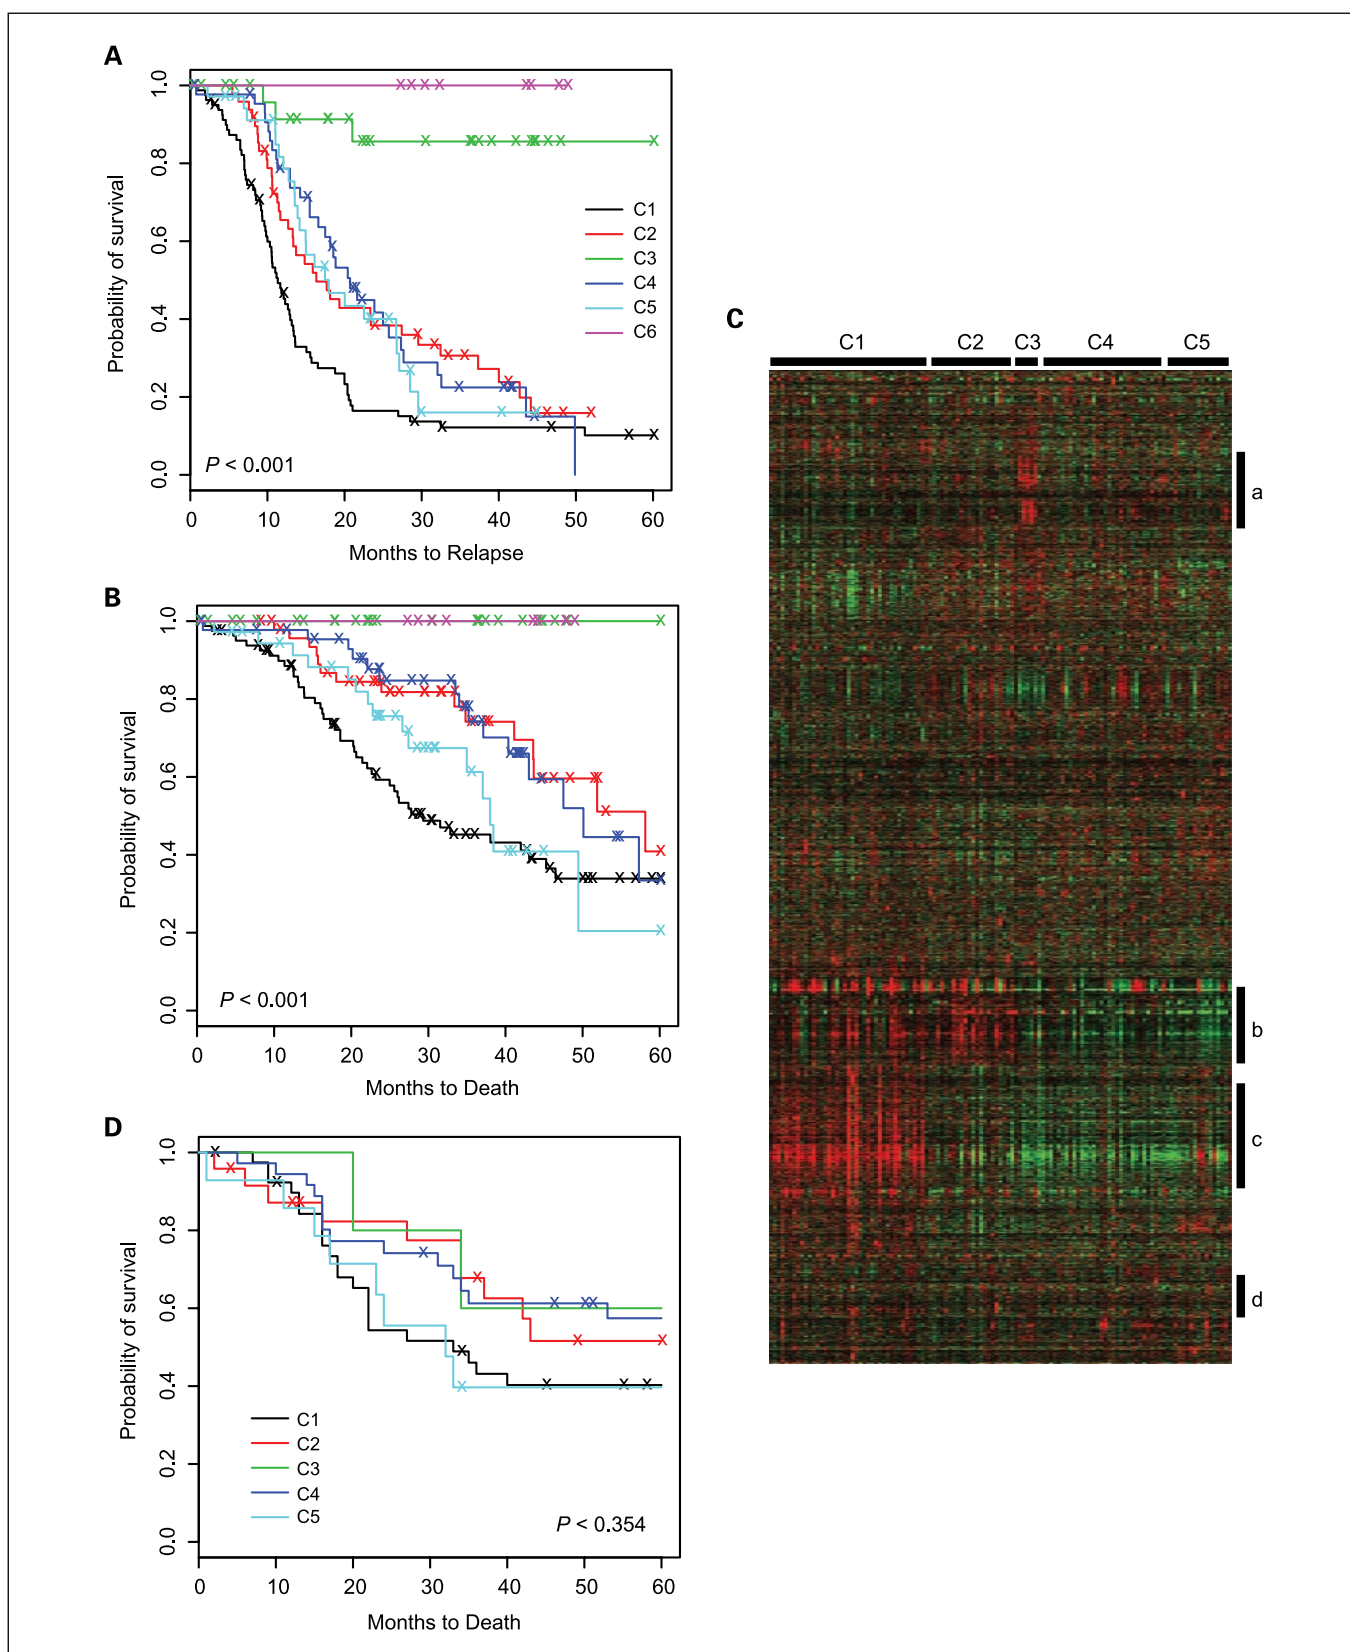 A
Probability of survival
1.0
0.8
0.6
0.4
0.2
0.0
C1
C2
C3
C4
C5
C6
P < 0.001
0 10 20 30 40 50 60
Months to Relapse
B
Probability of survival
1.0
0.8
0.6
0.4
0.2
0.0
P < 0.001
0 10 20 30 40 50 60
Months to Death
C
C1 C2 C3 C4 C5
a
b
c
d
D
Probability of survival
1.0
0.8
0.6
0.4
0.2
0.0
C1
C2
C3
C4
C5
P < 0.354
0 10 20 30 40 50 60
Months to Death